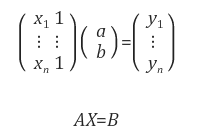 ( x₁ 1 ) ( a ) = ( y₁ )
( ⋮ ⋮ ) ( b ) ( ⋮ )
( xₙ 1 ) ( yₙ )
AX=B